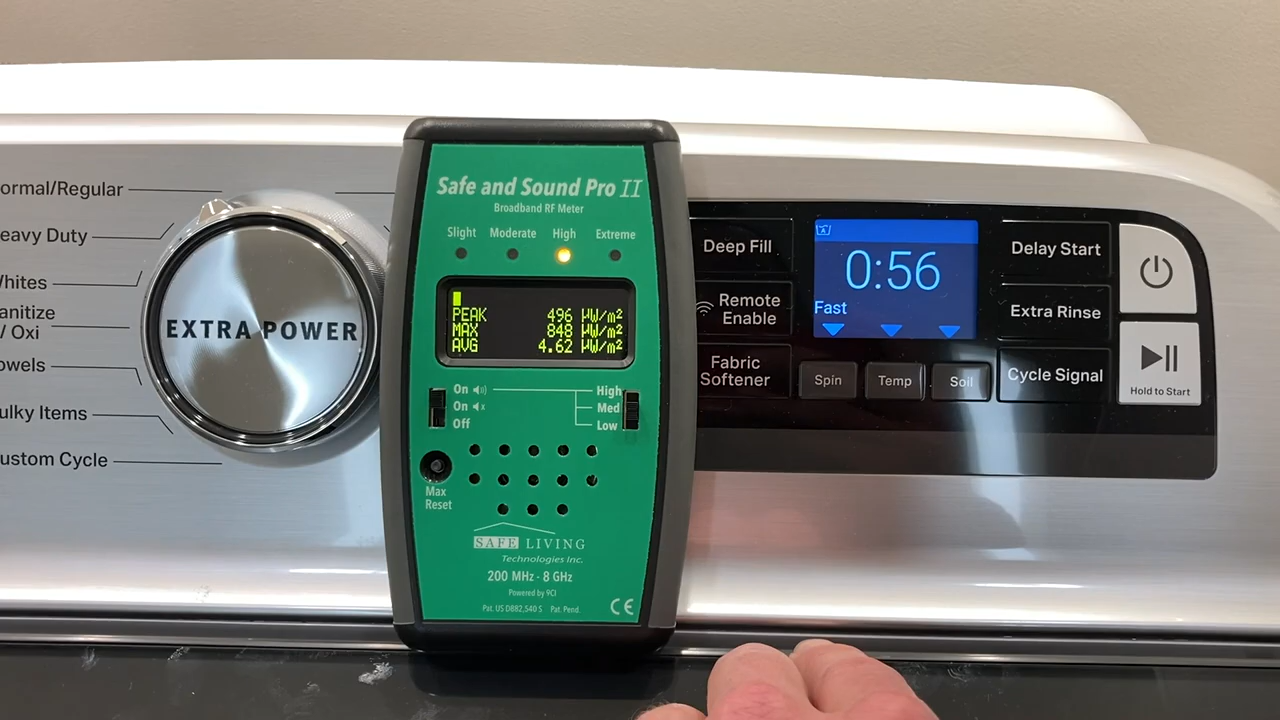 ormal/Regular
eavy Duty
Whites
anitize
/ Oxi
owels
ulky Items
ustom Cycle
EXTRA POWER
Safe and Sound Pro II
Broadband RF Meter
Slight Moderate High Extreme
PEAK 496 µW/m²
MAX 848 µW/m²
AVG 4.62 µW/m²
On
On
Off
High
Med
Low
Max
Reset
SAFE LIVING
Technologies Inc.
200 MHz - 8 GHz
Powered by 9CI
Pat. US D882,540 S Pat. Pend.
CE
Deep Fill
Remote
Enable
Fabric
Softener
0:56
Fast
Spin Temp Soil
Delay Start
Extra Rinse
Cycle Signal
Hold to Start